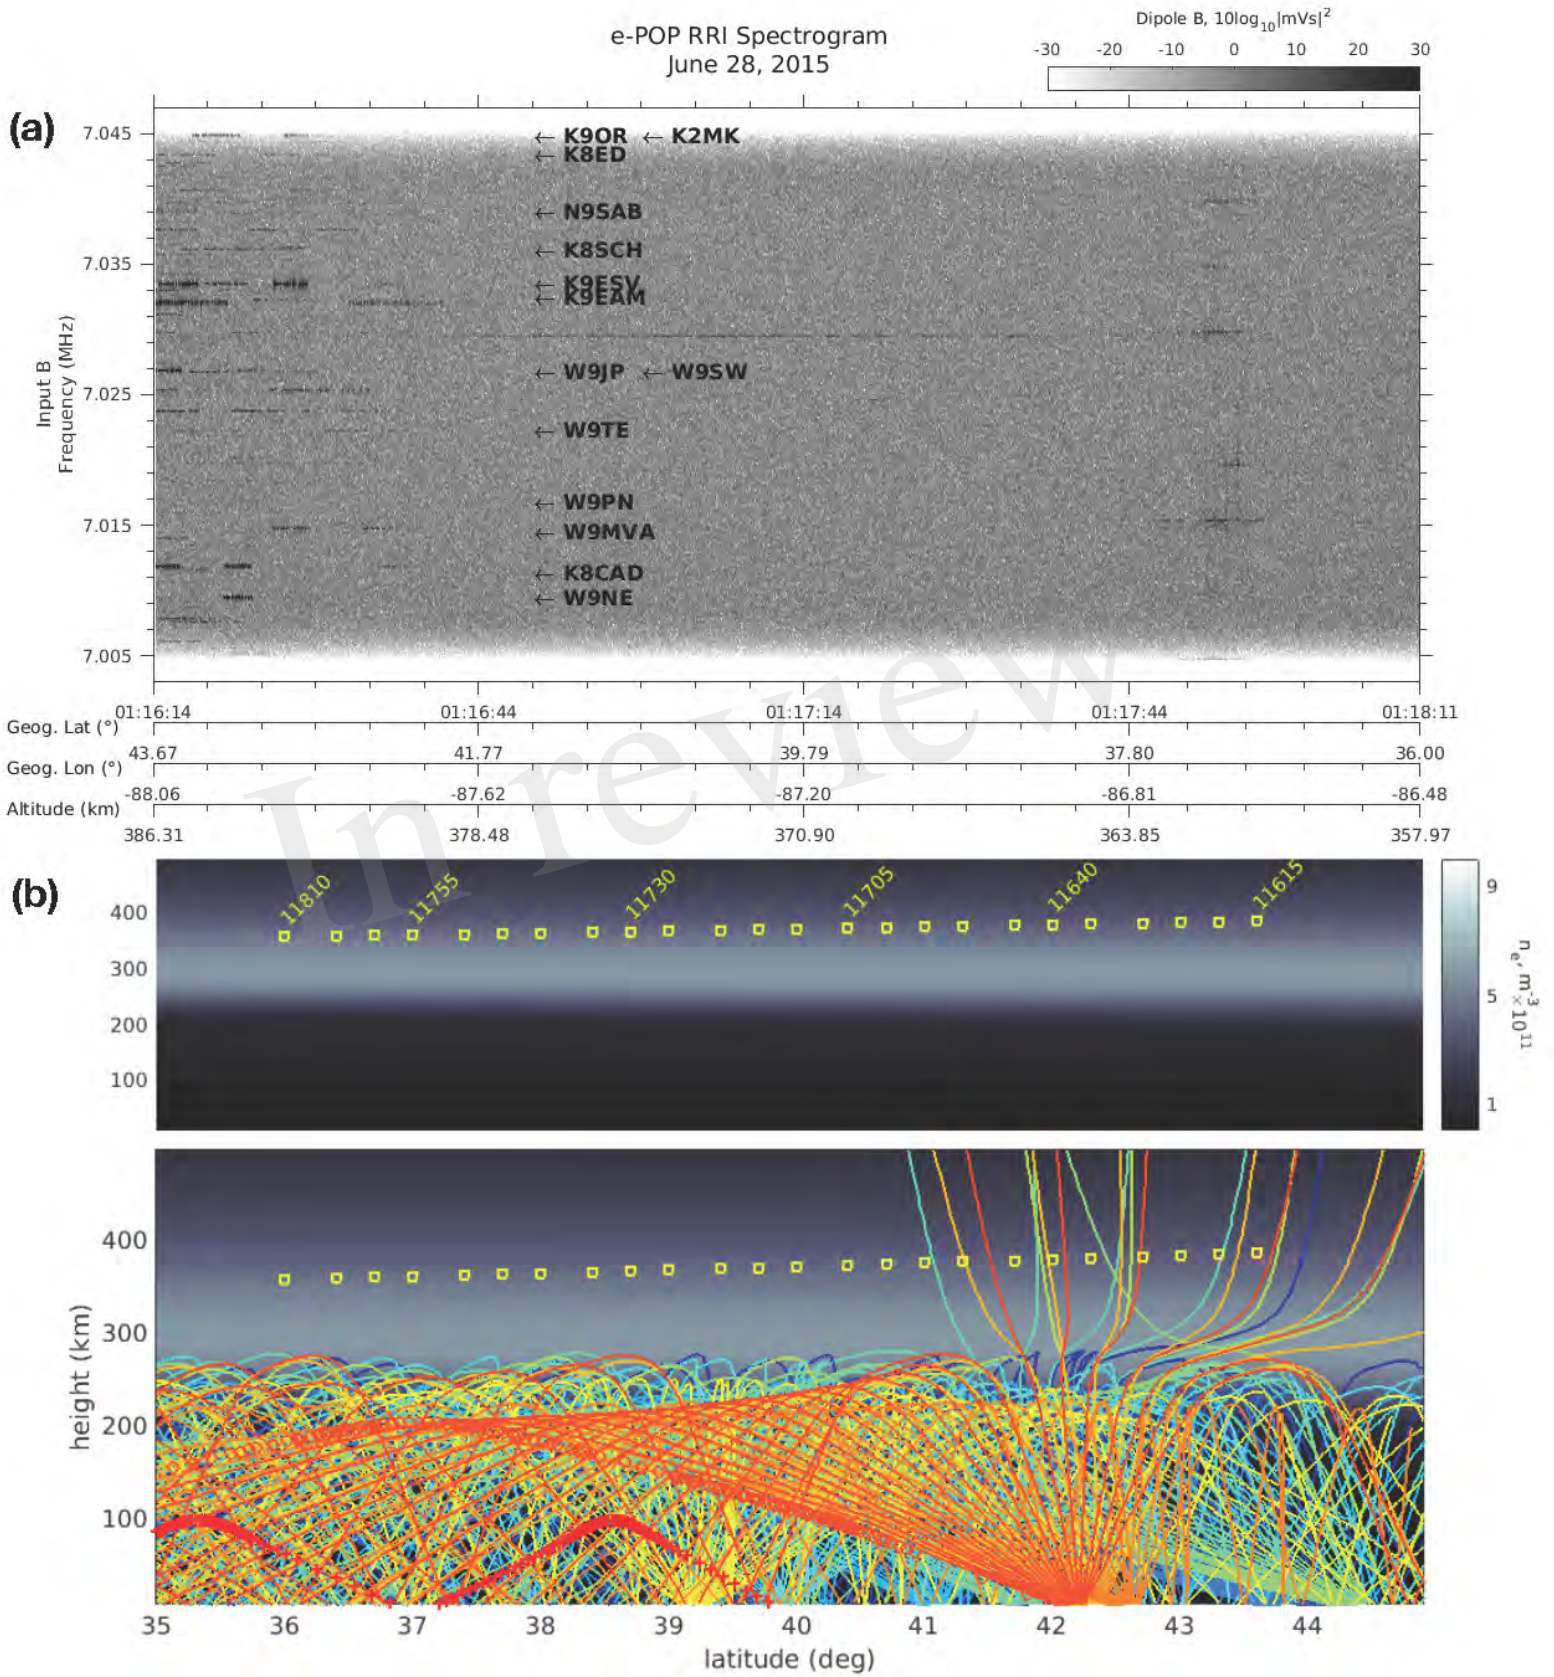 e-POP RRI Spectrogram
June 28, 2015
Dipole B, 10log10|mVs|2
-30 -20 -10 0 10 20 30
(a)
7.045
7.035
7.025
7.015
7.005
Input B
Frequency (MHz)
← K9OR ← K2MK
← K8ED
← N9SAB
← K8SCH
← K9ESV
← K9EAM
← W9JP ← W9SW
← W9TE
← W9PN
← W9MVA
← K8CAD
← W9NE
In review
01:16:14 01:16:44 01:17:14 01:17:44 01:18:11
Geog. Lat (°)
43.67 41.77 39.79 37.80 36.00
Geog. Lon (°)
-88.06 -87.62 -87.20 -86.81 -86.48
Altitude (km)
386.31 378.48 370.90 363.85 357.97
(b)
11810 11755 11730 11705 11640 11615
400
300
200
100
9
5
1
ne, m-3 ×1011
400
300
200
100
height (km)
35 36 37 38 39 40 41 42 43 44
latitude (deg)